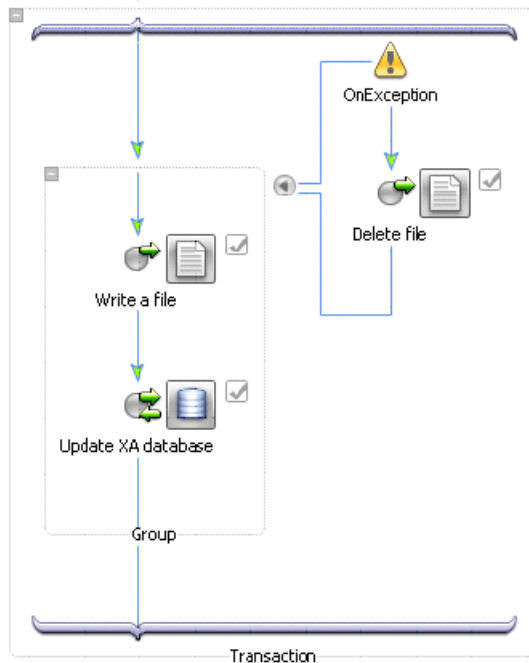 OnException
Delete file
Write a file
Update XA database
Group
Transaction